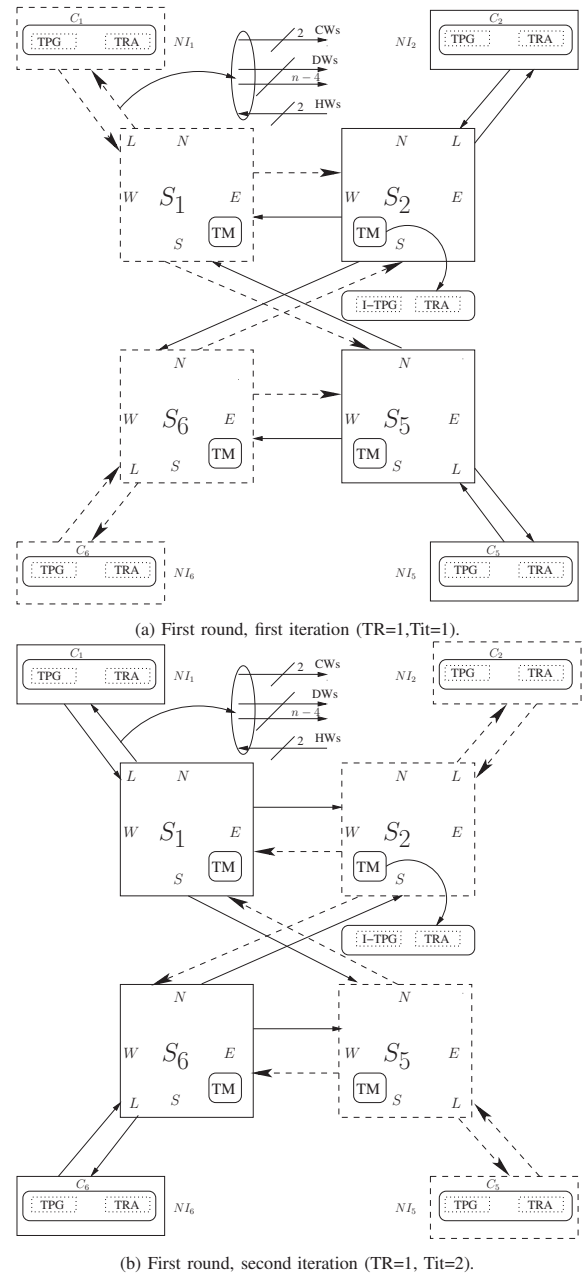 C1
TPG TRA
NI1
2 CWs
DWs
n−4
2 HWs
NI2
C2
TPG TRA
L N
W S1 E
S TM
N L
W S2 E
TM
S
I−TPG TRA
N
W S6 E
L S TM
N
W S5 E
TM S L
C6
TPG TRA
NI6
NI5
C5
TPG TRA
(a) First round, first iteration (TR=1,Tit=1).
C1
TPG TRA
NI1
2 CWs
DWs
n−4
2 HWs
NI2
C2
TPG TRA
L N
W S1 E
S TM
N L
W S2 E
TM
S
I−TPG TRA
N
W S6 E
L S TM
N
W S5 E
TM S L
C6
TPG TRA
NI6
NI5
C5
TPG TRA
(b) First round, second iteration (TR=1, Tit=2).